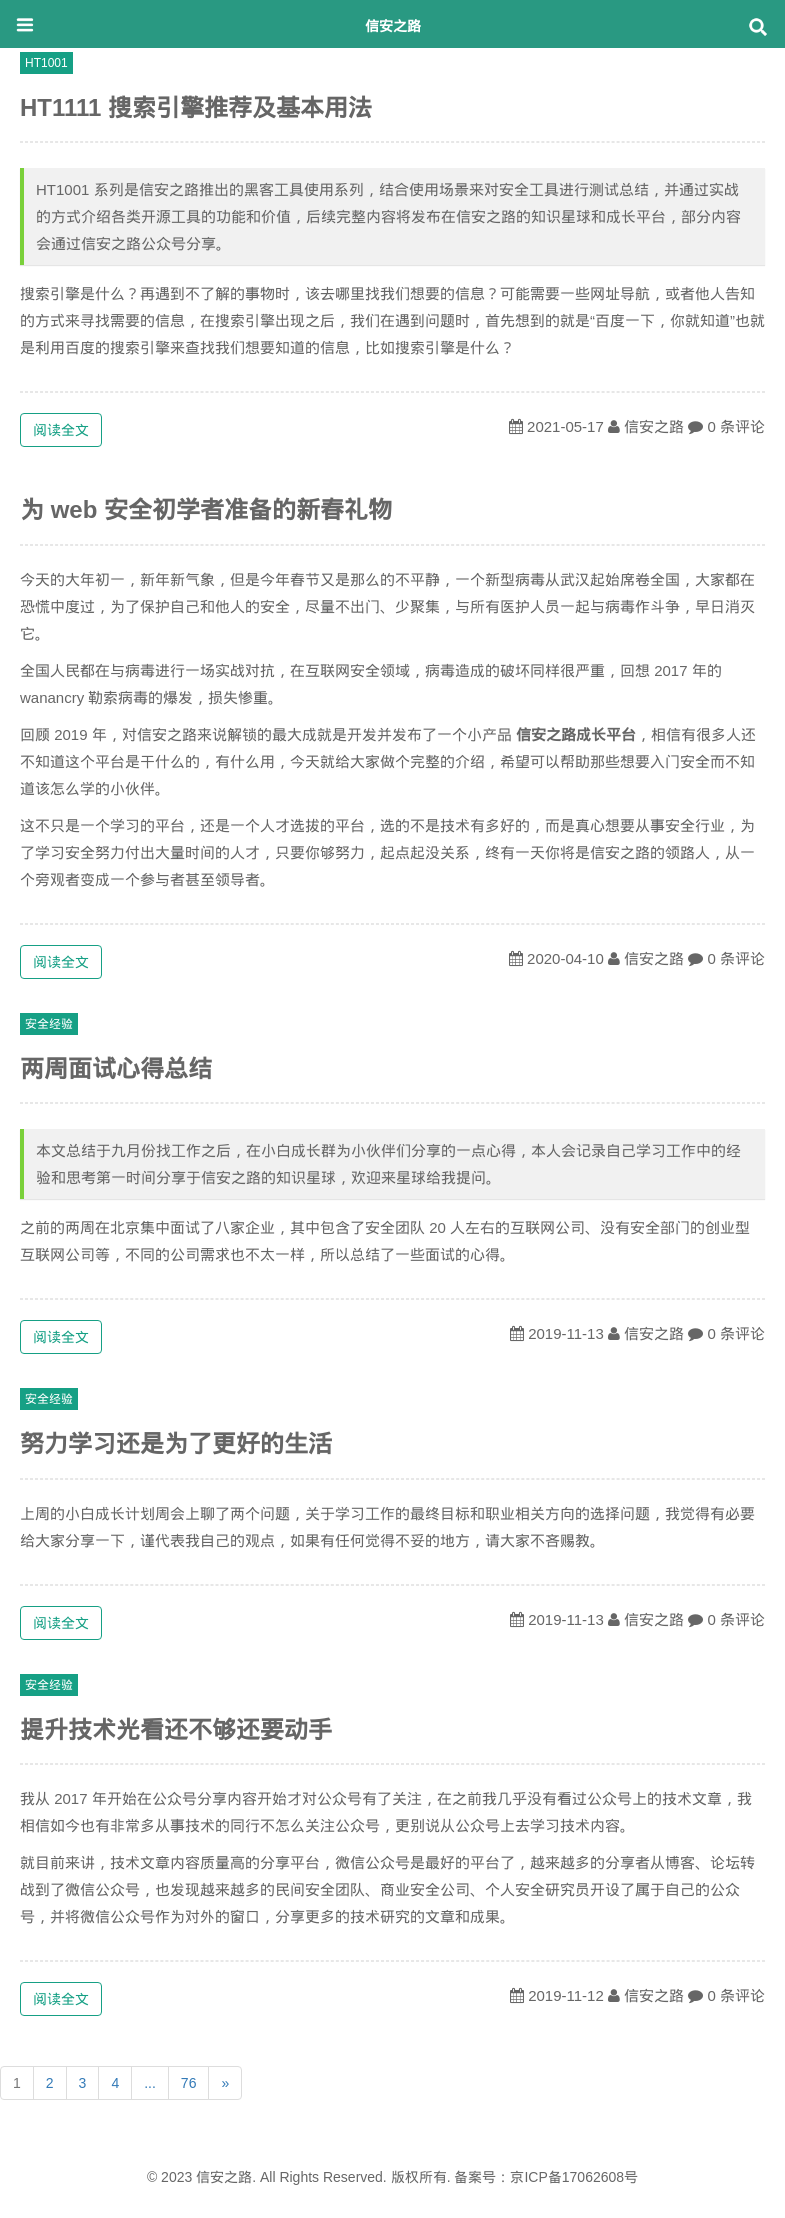 信安之路
HT1001
HT1111 搜索引擎推荐及基本用法
HT1001 系列是信安之路推出的黑客工具使用系列，结合使用场景来对安全工具进行测试总结，并通过实战
的方式介绍各类开源工具的功能和价值，后续完整内容将发布在信安之路的知识星球和成长平台，部分内容
会通过信安之路公众号分享。
搜索引擎是什么？再遇到不了解的事物时，该去哪里找我们想要的信息？可能需要一些网址导航，或者他人告知
的方式来寻找需要的信息，在搜索引擎出现之后，我们在遇到问题时，首先想到的就是“百度一下，你就知道”也就
是利用百度的搜索引擎来查找我们想要知道的信息，比如搜索引擎是什么？
阅读全文 2021-05-17 信安之路 0 条评论
为 web 安全初学者准备的新春礼物
今天的大年初一，新年新气象，但是今年春节又是那么的不平静，一个新型病毒从武汉起始席卷全国，大家都在
恐慌中度过，为了保护自己和他人的安全，尽量不出门、少聚集，与所有医护人员一起与病毒作斗争，早日消灭
它。
全国人民都在与病毒进行一场实战对抗，在互联网安全领域，病毒造成的破坏同样很严重，回想 2017 年的
wanancry 勒索病毒的爆发，损失惨重。
回顾 2019 年，对信安之路来说解锁的最大成就是开发并发布了一个小产品 信安之路成长平台，相信有很多人还
不知道这个平台是干什么的，有什么用，今天就给大家做个完整的介绍，希望可以帮助那些想要入门安全而不知
道该怎么学的小伙伴。
这不只是一个学习的平台，还是一个人才选拔的平台，选的不是技术有多好的，而是真心想要从事安全行业，为
了学习安全努力付出大量时间的人才，只要你够努力，起点起没关系，终有一天你将是信安之路的领路人，从一
个旁观者变成一个参与者甚至领导者。
阅读全文 2020-04-10 信安之路 0 条评论
安全经验
两周面试心得总结
本文总结于九月份找工作之后，在小白成长群为小伙伴们分享的一点心得，本人会记录自己学习工作中的经
验和思考第一时间分享于信安之路的知识星球，欢迎来星球给我提问。
之前的两周在北京集中面试了八家企业，其中包含了安全团队 20 人左右的互联网公司、没有安全部门的创业型
互联网公司等，不同的公司需求也不太一样，所以总结了一些面试的心得。
阅读全文 2019-11-13 信安之路 0 条评论
安全经验
努力学习还是为了更好的生活
上周的小白成长计划周会上聊了两个问题，关于学习工作的最终目标和职业相关方向的选择问题，我觉得有必要
给大家分享一下，谨代表我自己的观点，如果有任何觉得不妥的地方，请大家不吝赐教。
阅读全文 2019-11-13 信安之路 0 条评论
安全经验
提升技术光看还不够还要动手
我从 2017 年开始在公众号分享内容开始才对公众号有了关注，在之前我几乎没有看过公众号上的技术文章，我
相信如今也有非常多从事技术的同行不怎么关注公众号，更别说从公众号上去学习技术内容。
就目前来讲，技术文章内容质量高的分享平台，微信公众号是最好的平台了，越来越多的分享者从博客、论坛转
战到了微信公众号，也发现越来越多的民间安全团队、商业安全公司、个人安全研究员开设了属于自己的公众
号，并将微信公众号作为对外的窗口，分享更多的技术研究的文章和成果。
阅读全文 2019-11-12 信安之路 0 条评论
1 2 3 4 ... 76 »
© 2023 信安之路. All Rights Reserved. 版权所有. 备案号：京ICP备17062608号